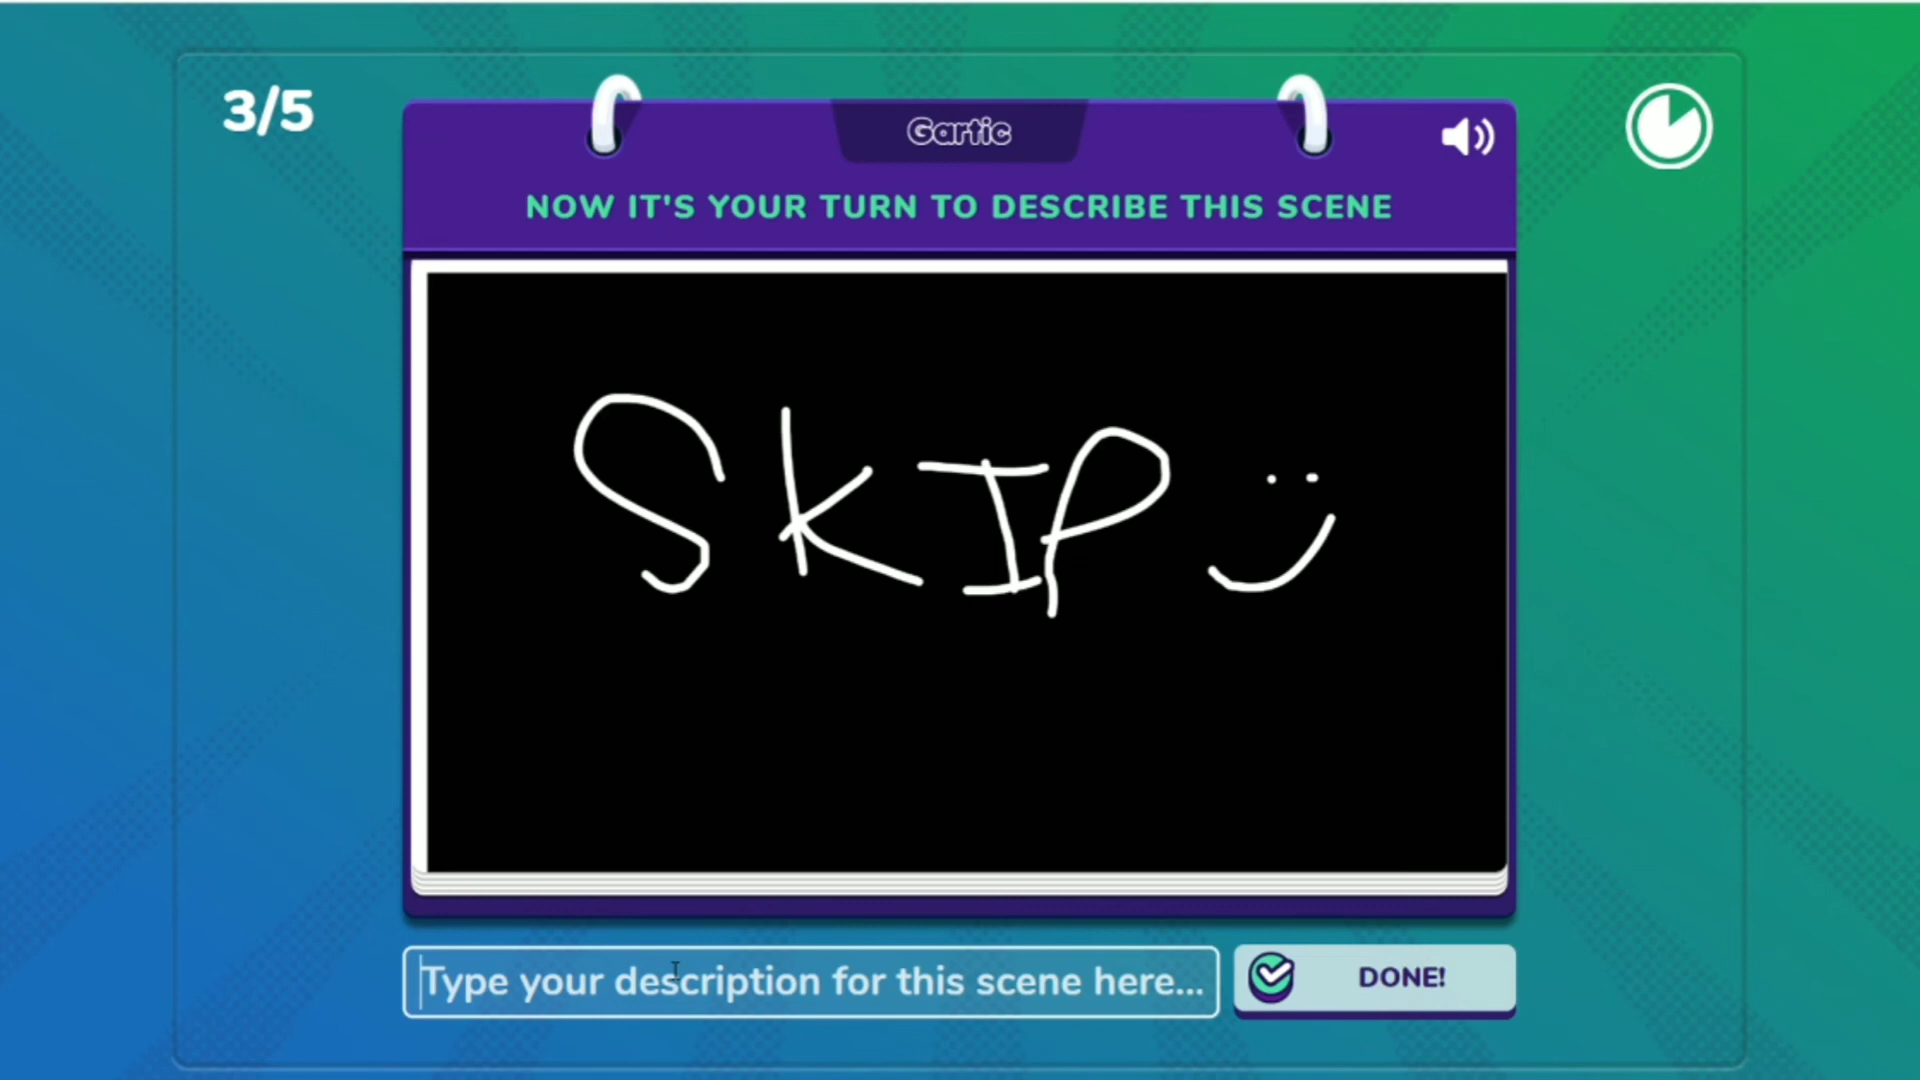 3/5
Gartic
NOW IT'S YOUR TURN TO DESCRIBE THIS SCENE
SKIP :)
Type your description for this scene here...
DONE!